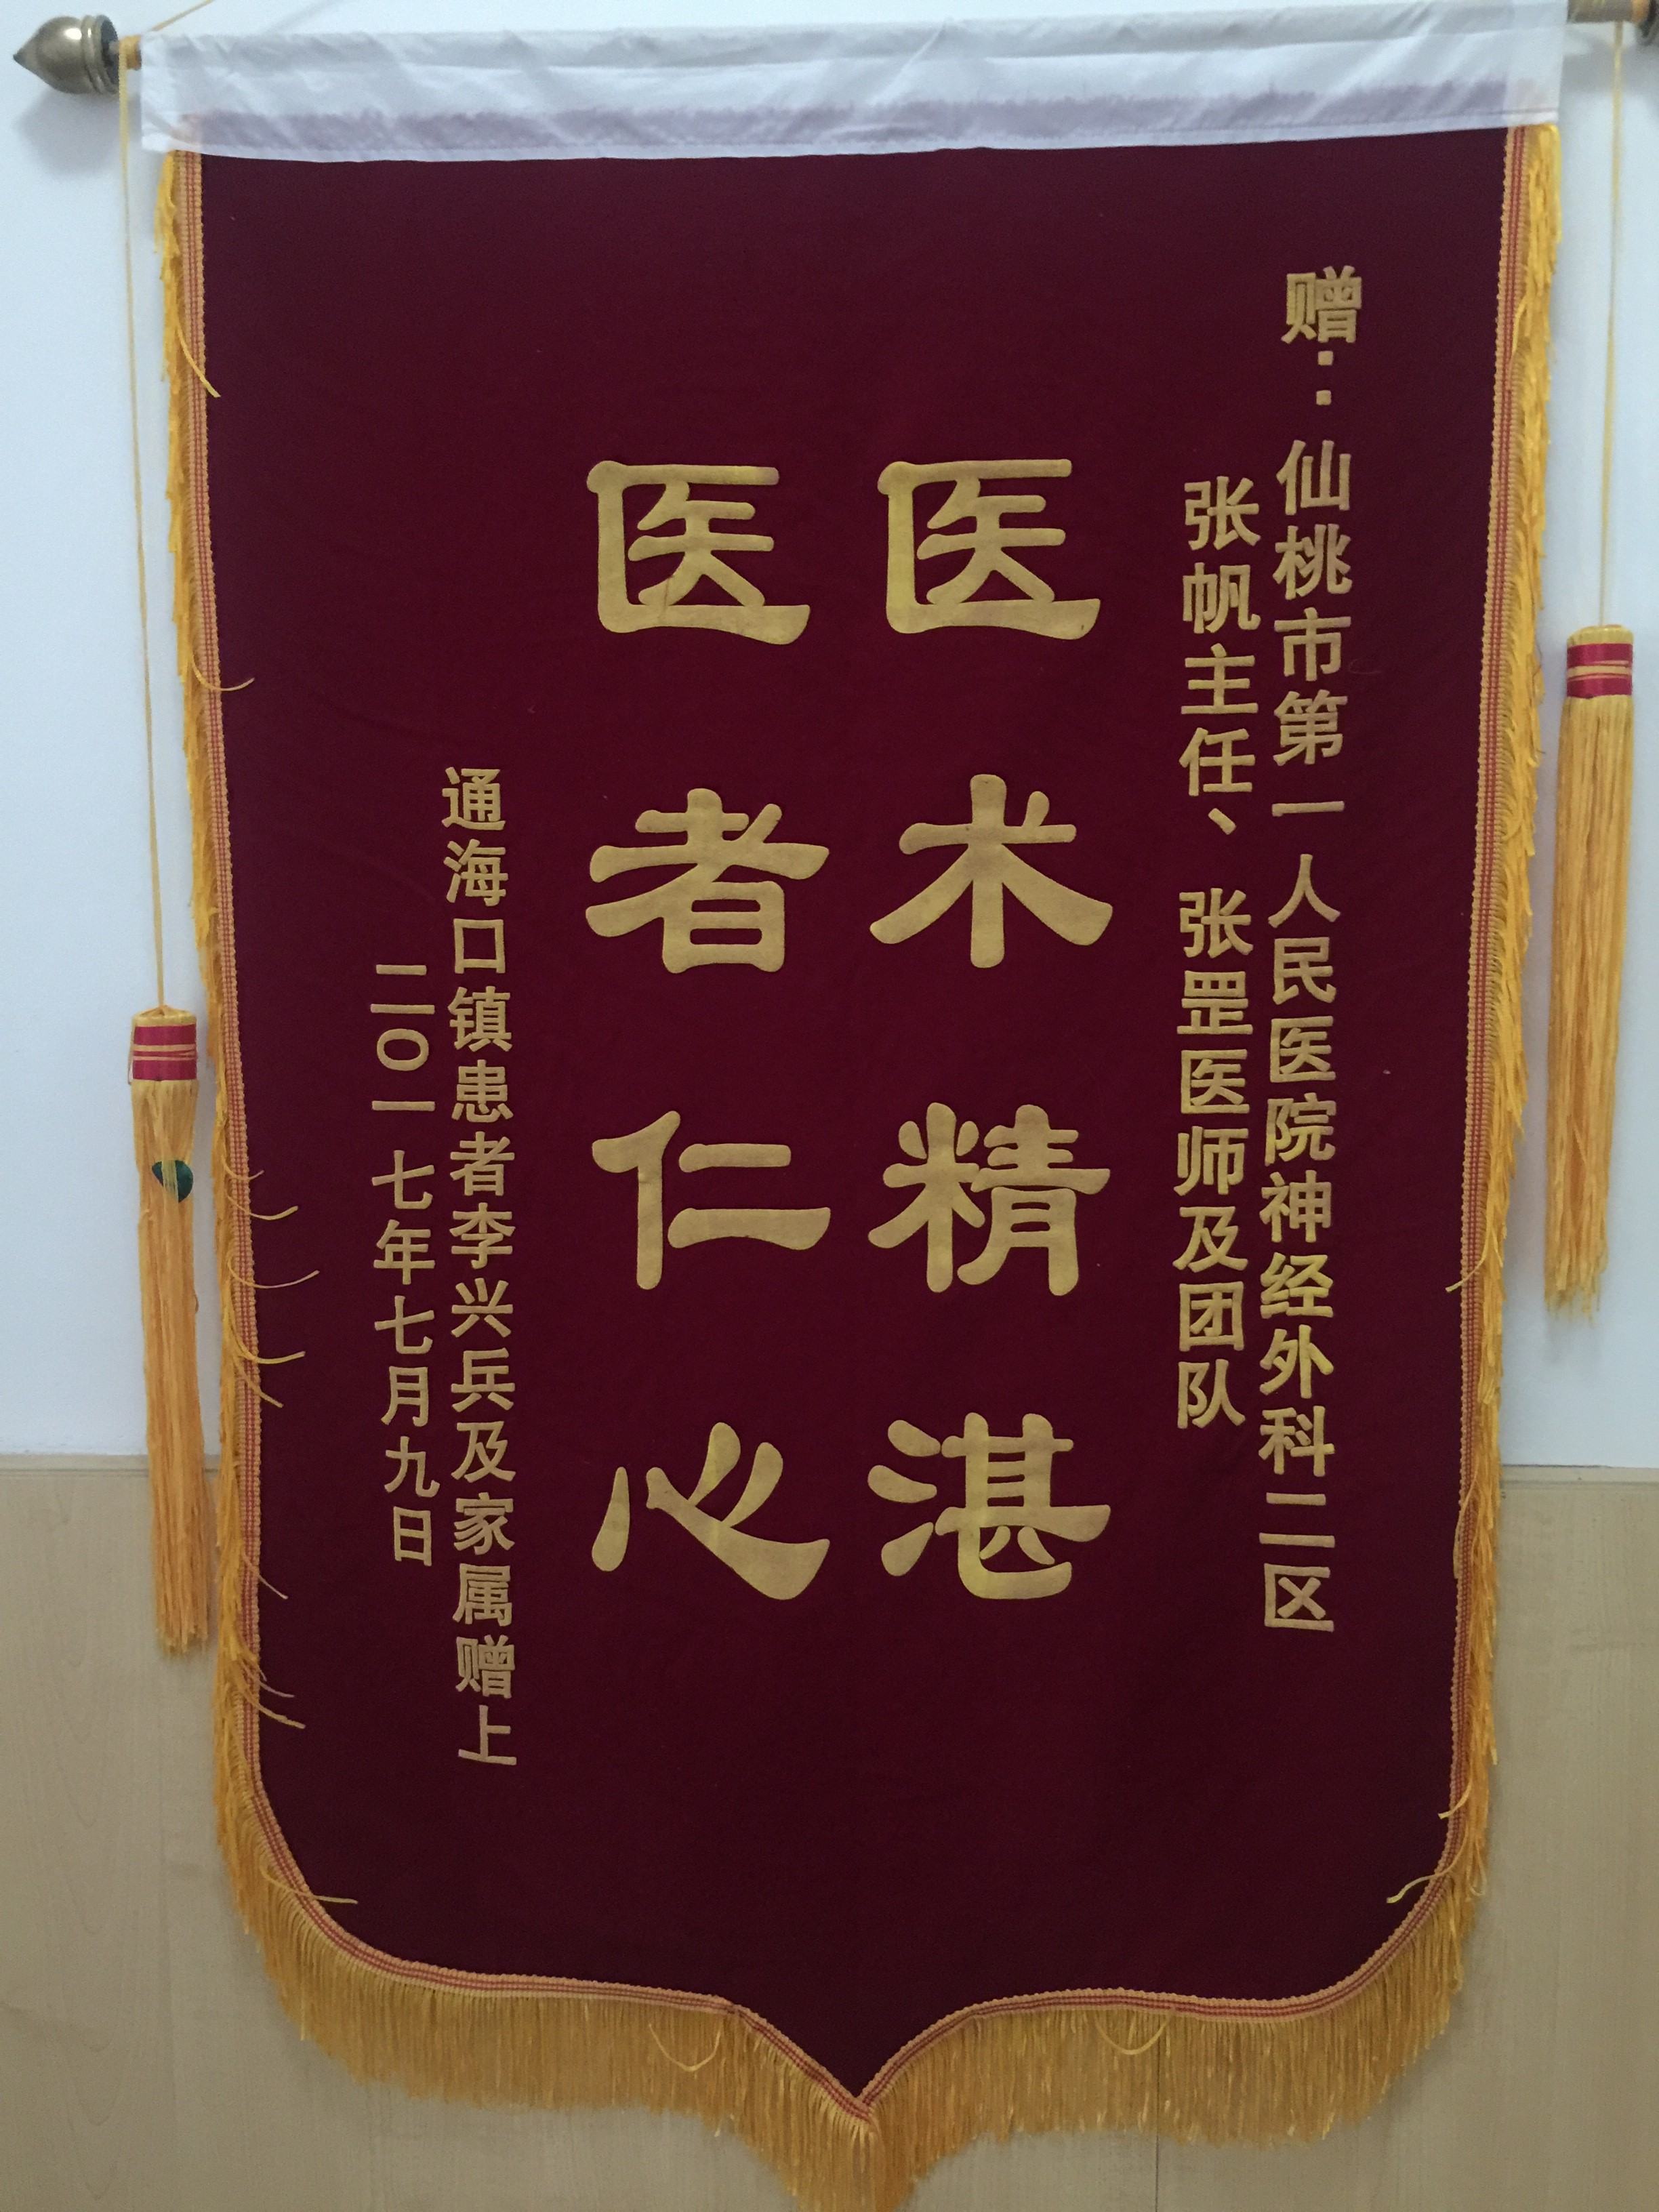 赠：仙桃市第一人民医院神经外科二区
张帆主任、张罡医师及团队
医术精湛
医者仁心
通海口镇患者李兴兵及家属赠上
二〇一七年七月九日